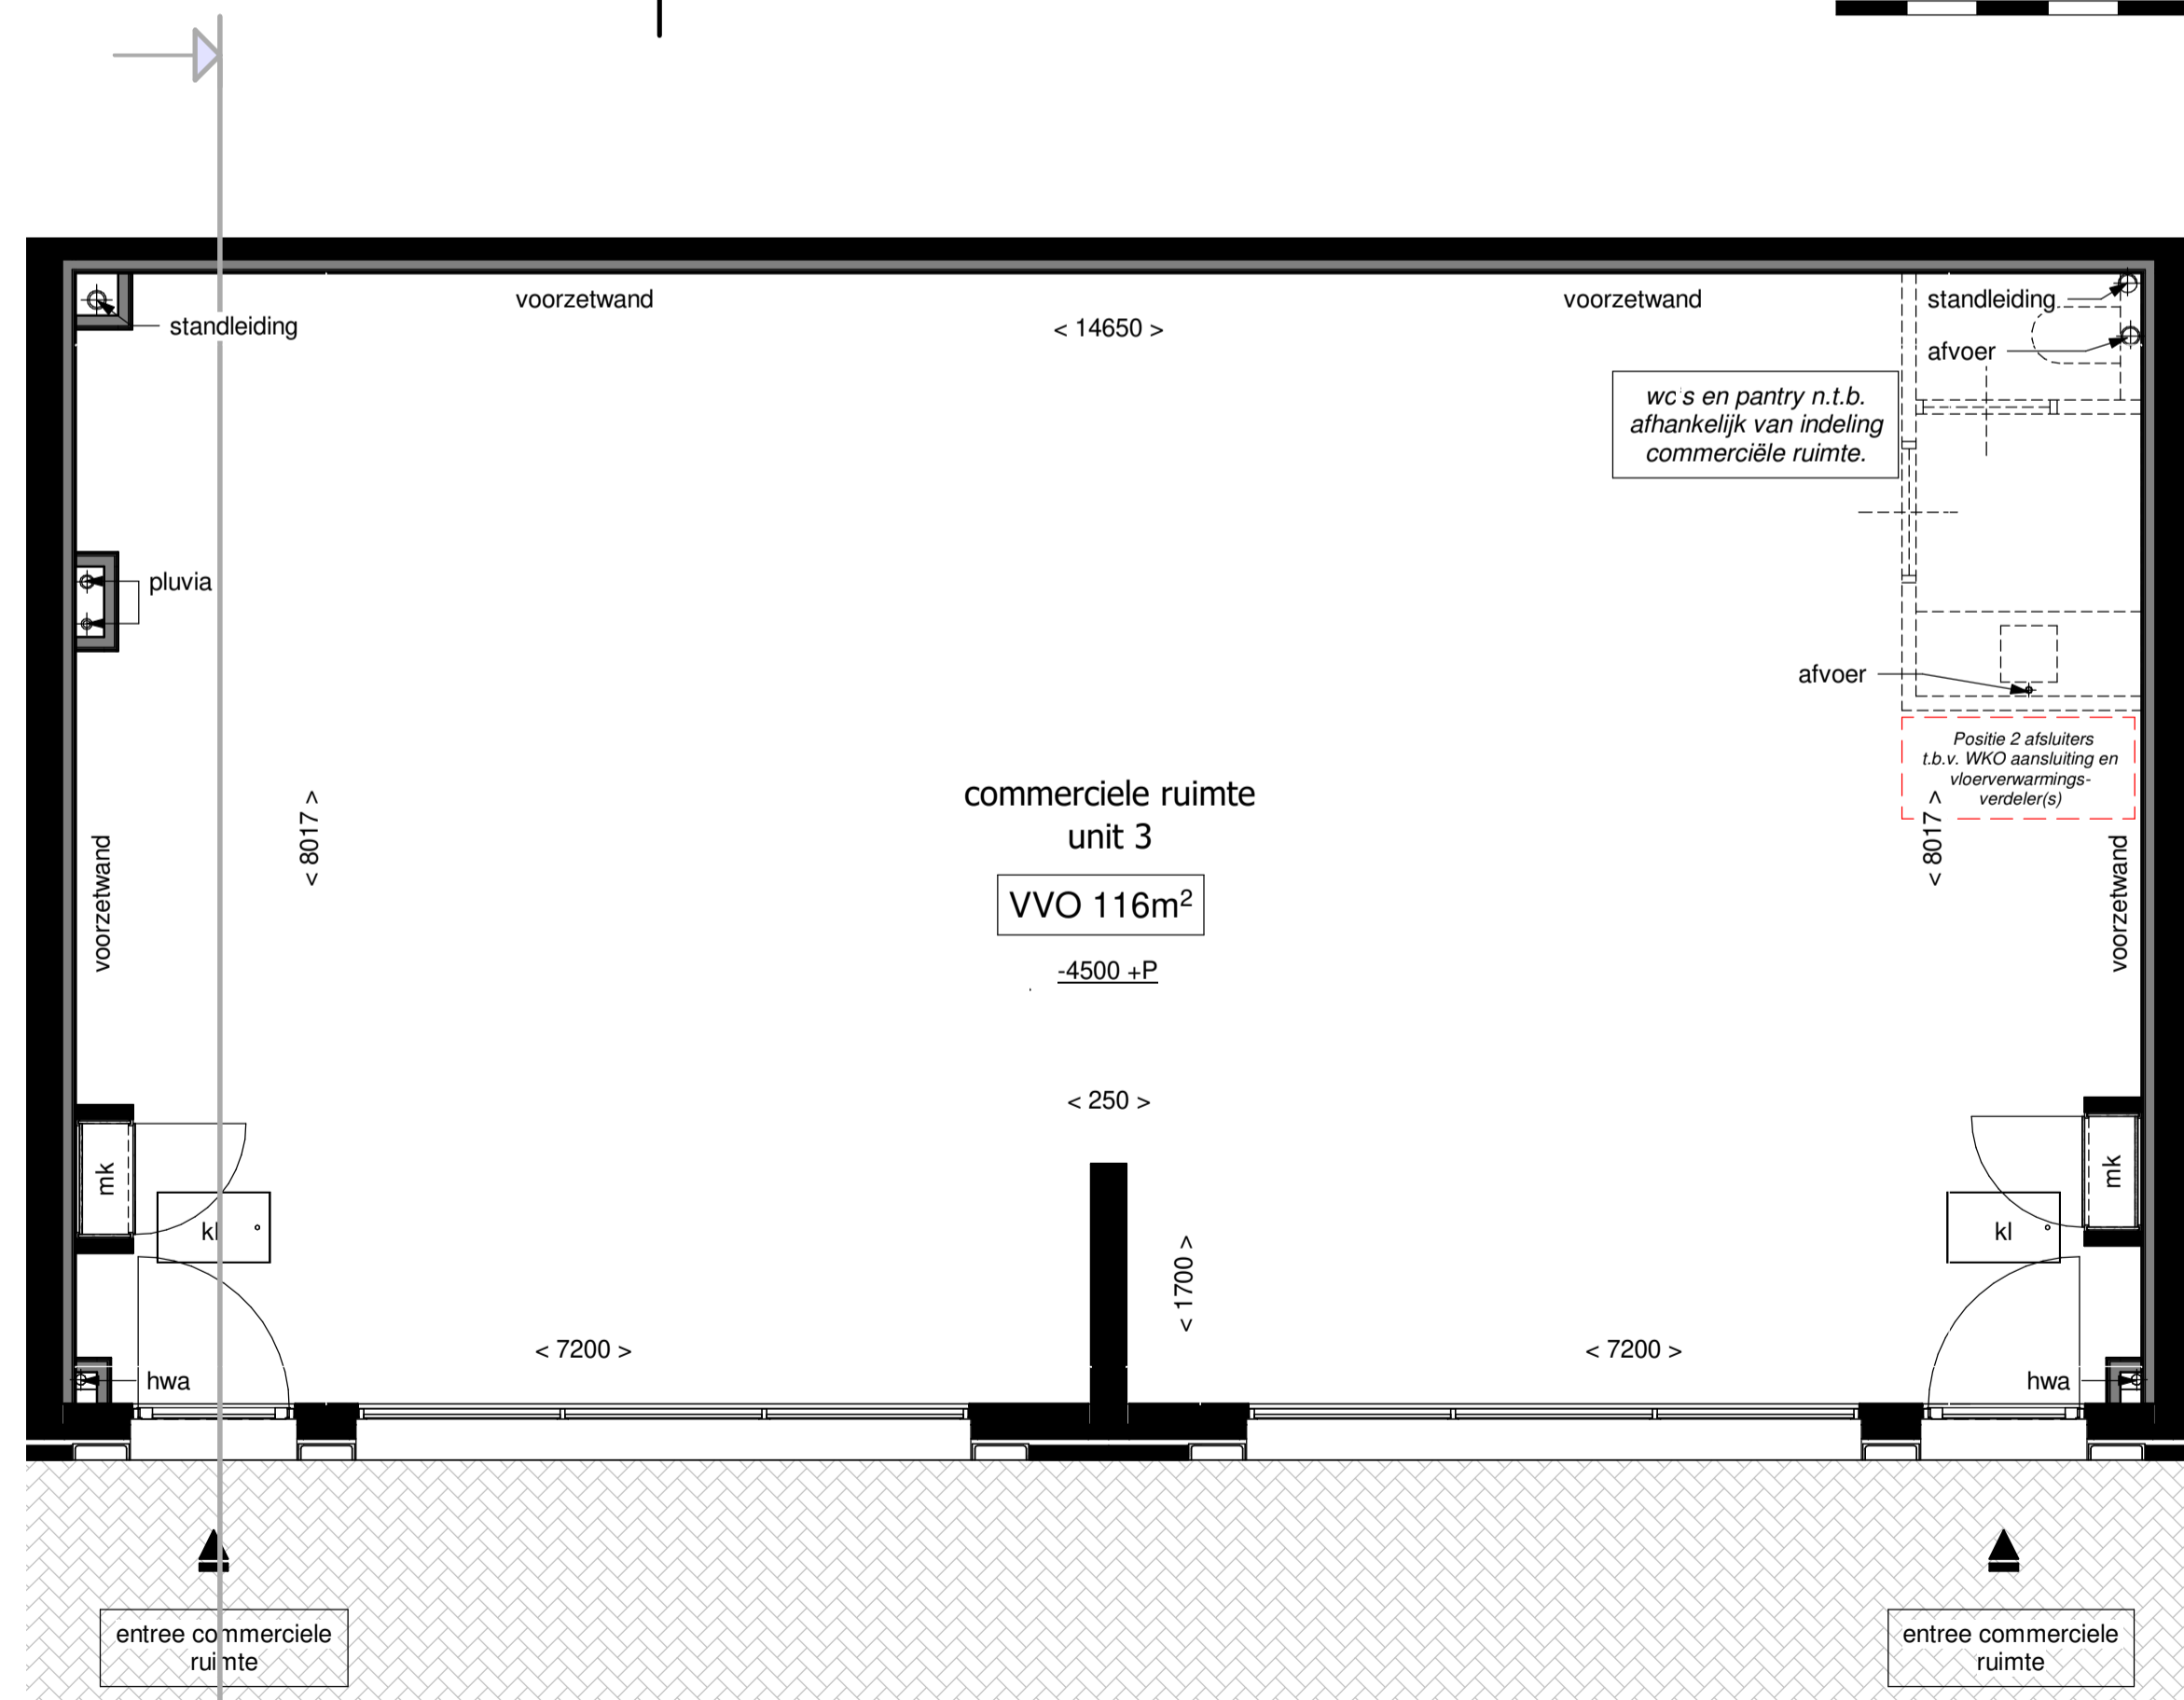 voorzetwand
voorzetwand
standleiding
standleiding
< 14650 >
afvoer
wc's en pantry n.t.b.
afhankelijk van indeling
commerciële ruimte.
pluvia
afvoer
Positie 2 afsluiters
t.b.v. WKO aansluiting en
vloerverwarmings-
verdeler(s)
commerciele ruimte
unit 3
< 8017 >
< 8017 >
voorzetwand
voorzetwand
VVO 116m²
-4500 +P
< 250 >
mk
mk
kl
kl
< 1700 >
< 7200 >
< 7200 >
hwa
hwa
entree commerciele
ruimte
entree commerciele
ruimte